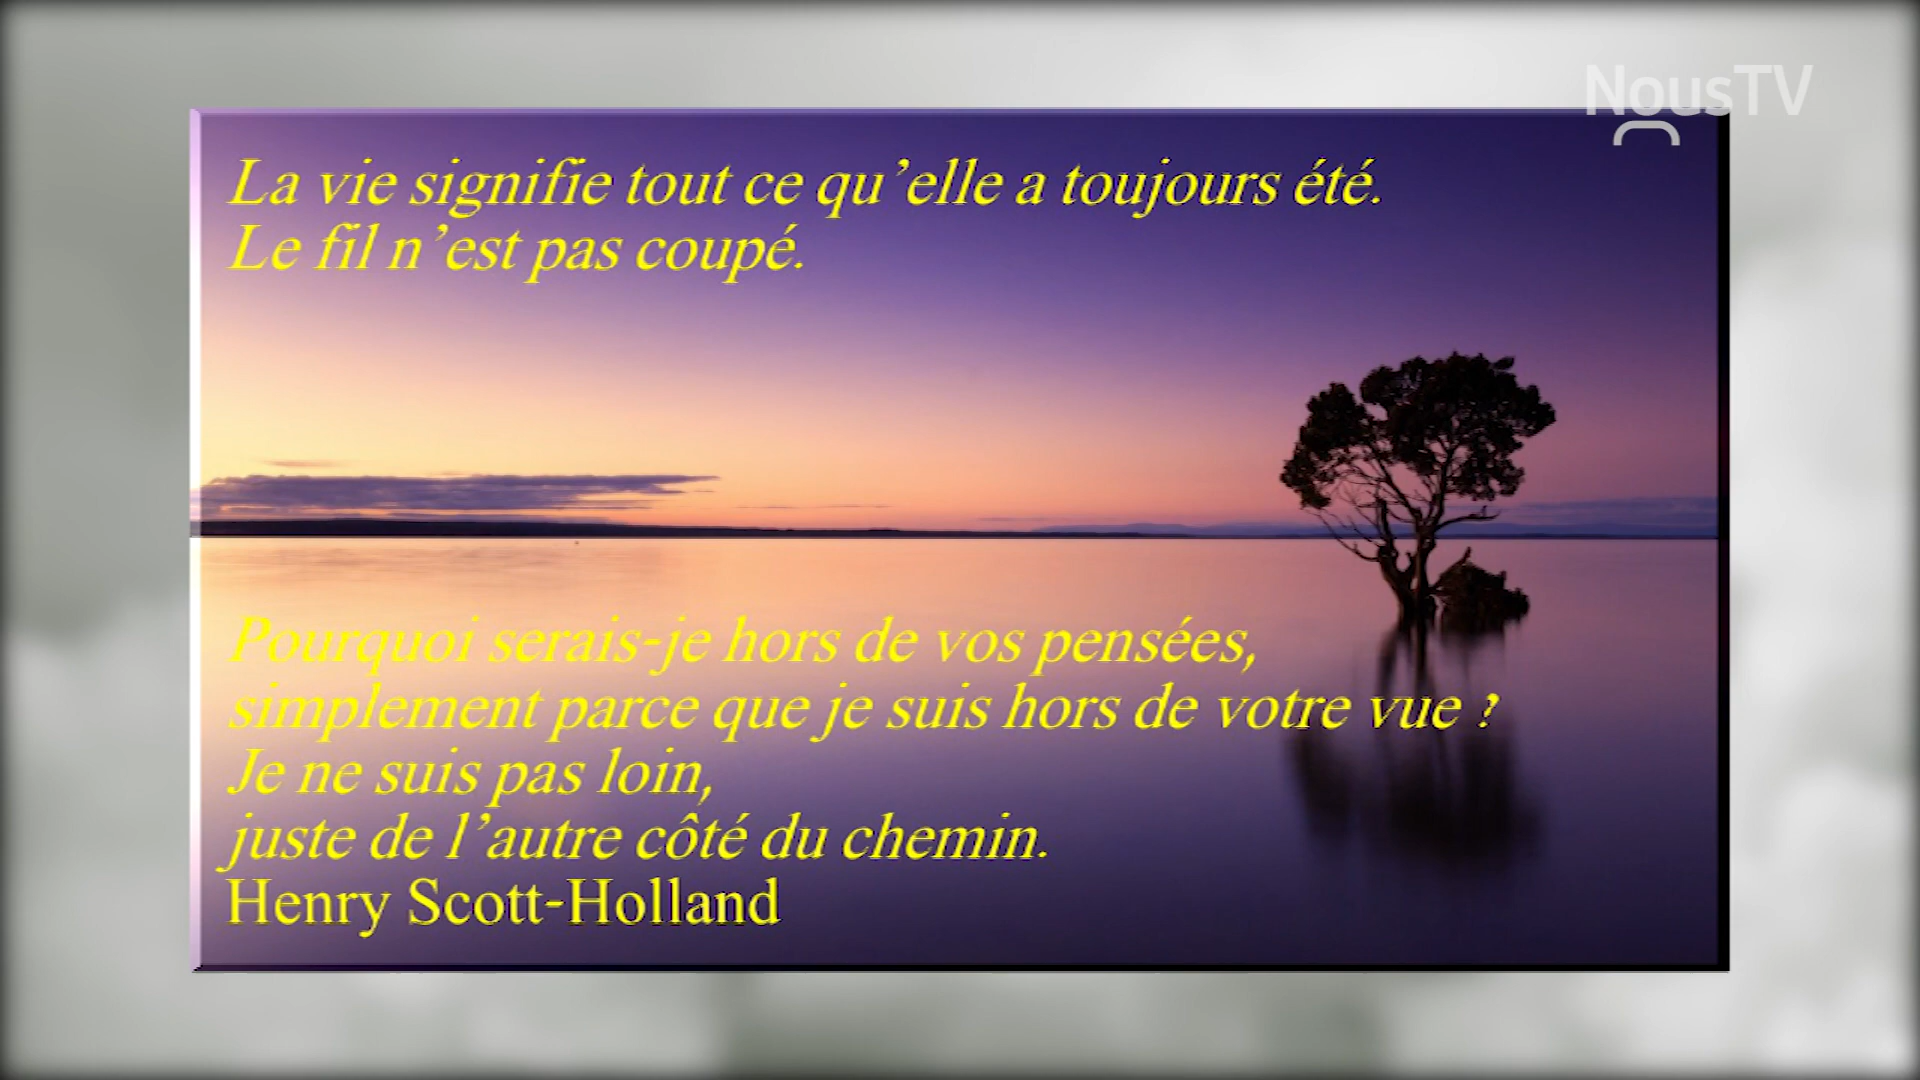 NousTV
La vie signifie tout ce qu’elle a toujours été.
Le fil n’est pas coupé.
Pourquoi serais-je hors de vos pensées,
simplement parce que je suis hors de votre vue ?
Je ne suis pas loin,
juste de l’autre côté du chemin.
Henry Scott-Holland